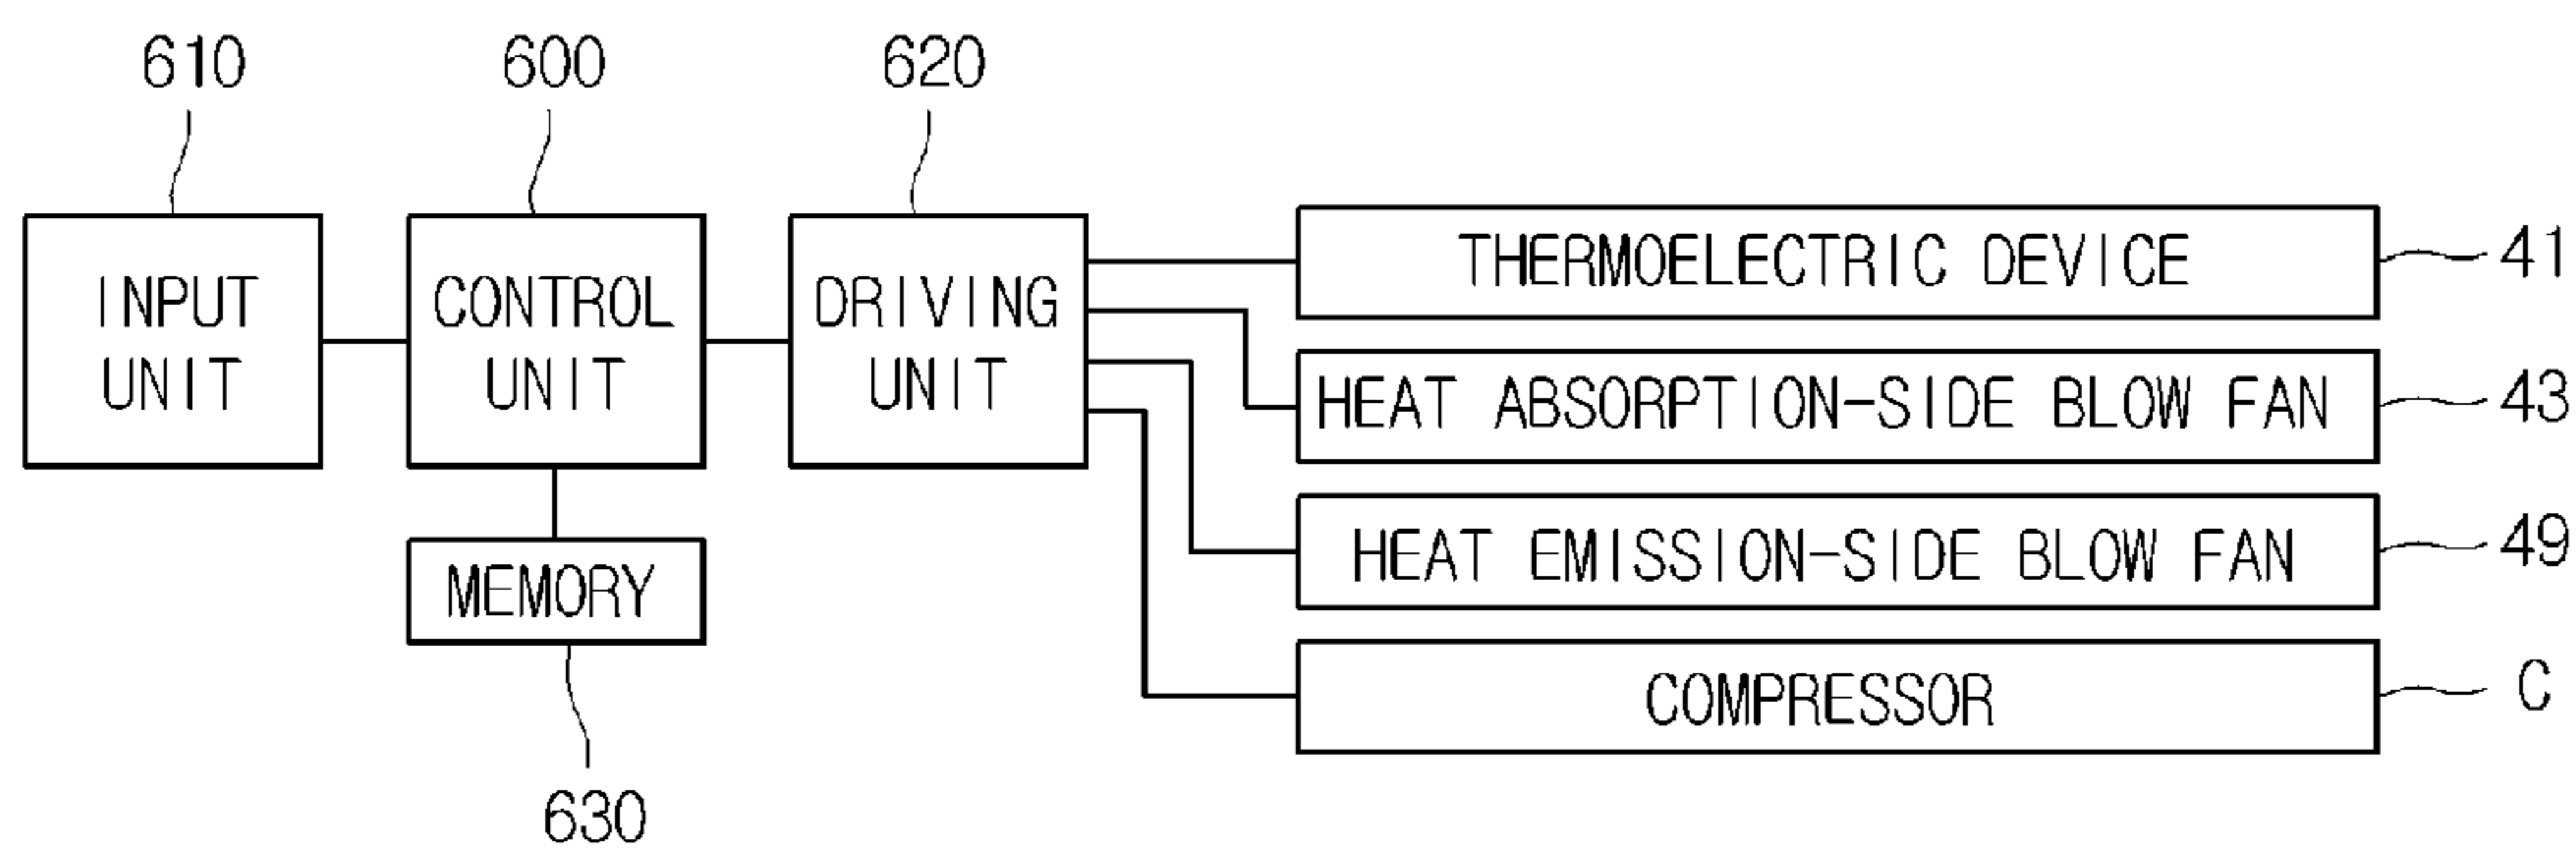 610
600
620
INPUT
UNIT
CONTROL
UNIT
DRIVING
UNIT
MEMORY
630
THERMOELECTRIC DEVICE
41
HEAT ABSORPTION-SIDE BLOW FAN
43
HEAT EMISSION-SIDE BLOW FAN
49
COMPRESSOR
C